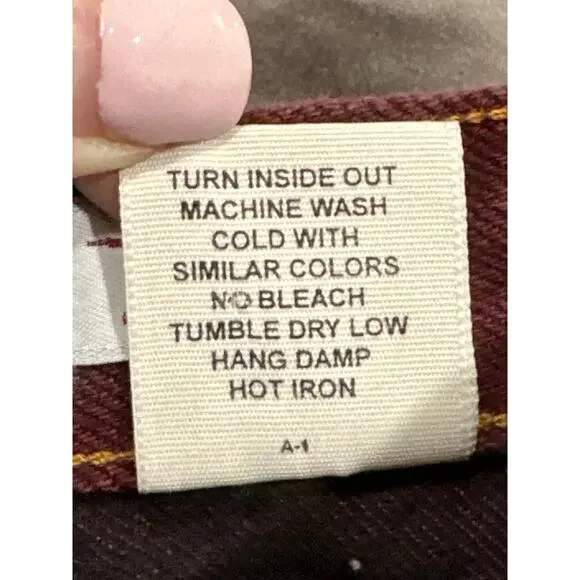 TURN INSIDE OUT
MACHINE WASH
COLD WITH
SIMILAR COLORS
NO BLEACH
TUMBLE DRY LOW
HANG DAMP
HOT IRON
A-1